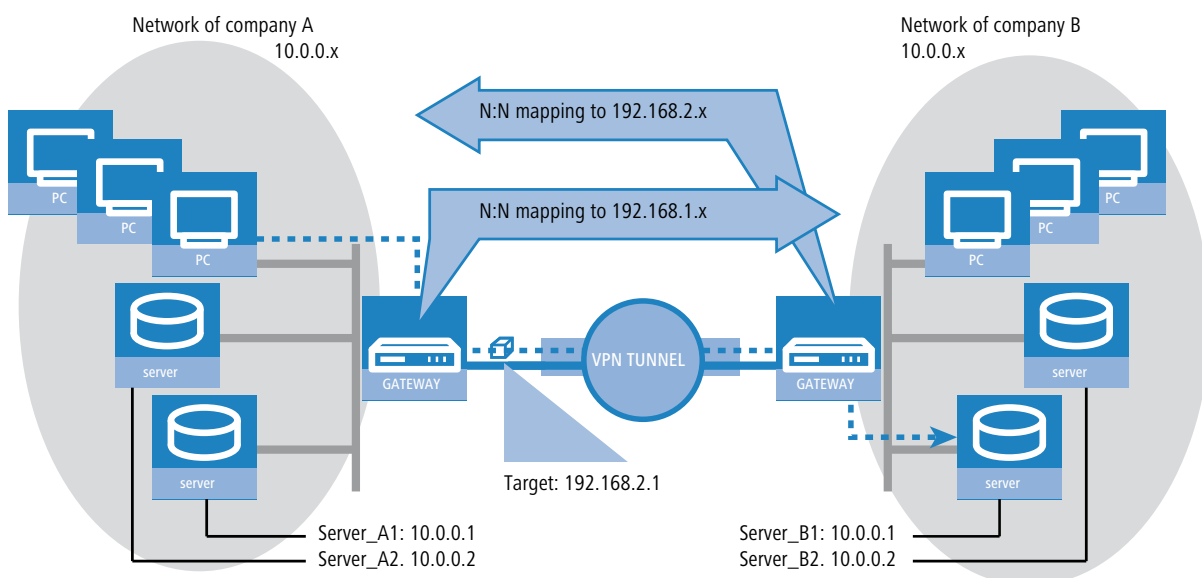 Network of company A
10.0.0.x
Network of company B
10.0.0.x
N:N mapping to 192.168.2.x
N:N mapping to 192.168.1.x
PC
PC
PC
PC
PC
PC
server
server
GATEWAY
VPN TUNNEL
GATEWAY
server
server
Target: 192.168.2.1
Server_A1: 10.0.0.1
Server_A2. 10.0.0.2
Server_B1: 10.0.0.1
Server_B2. 10.0.0.2